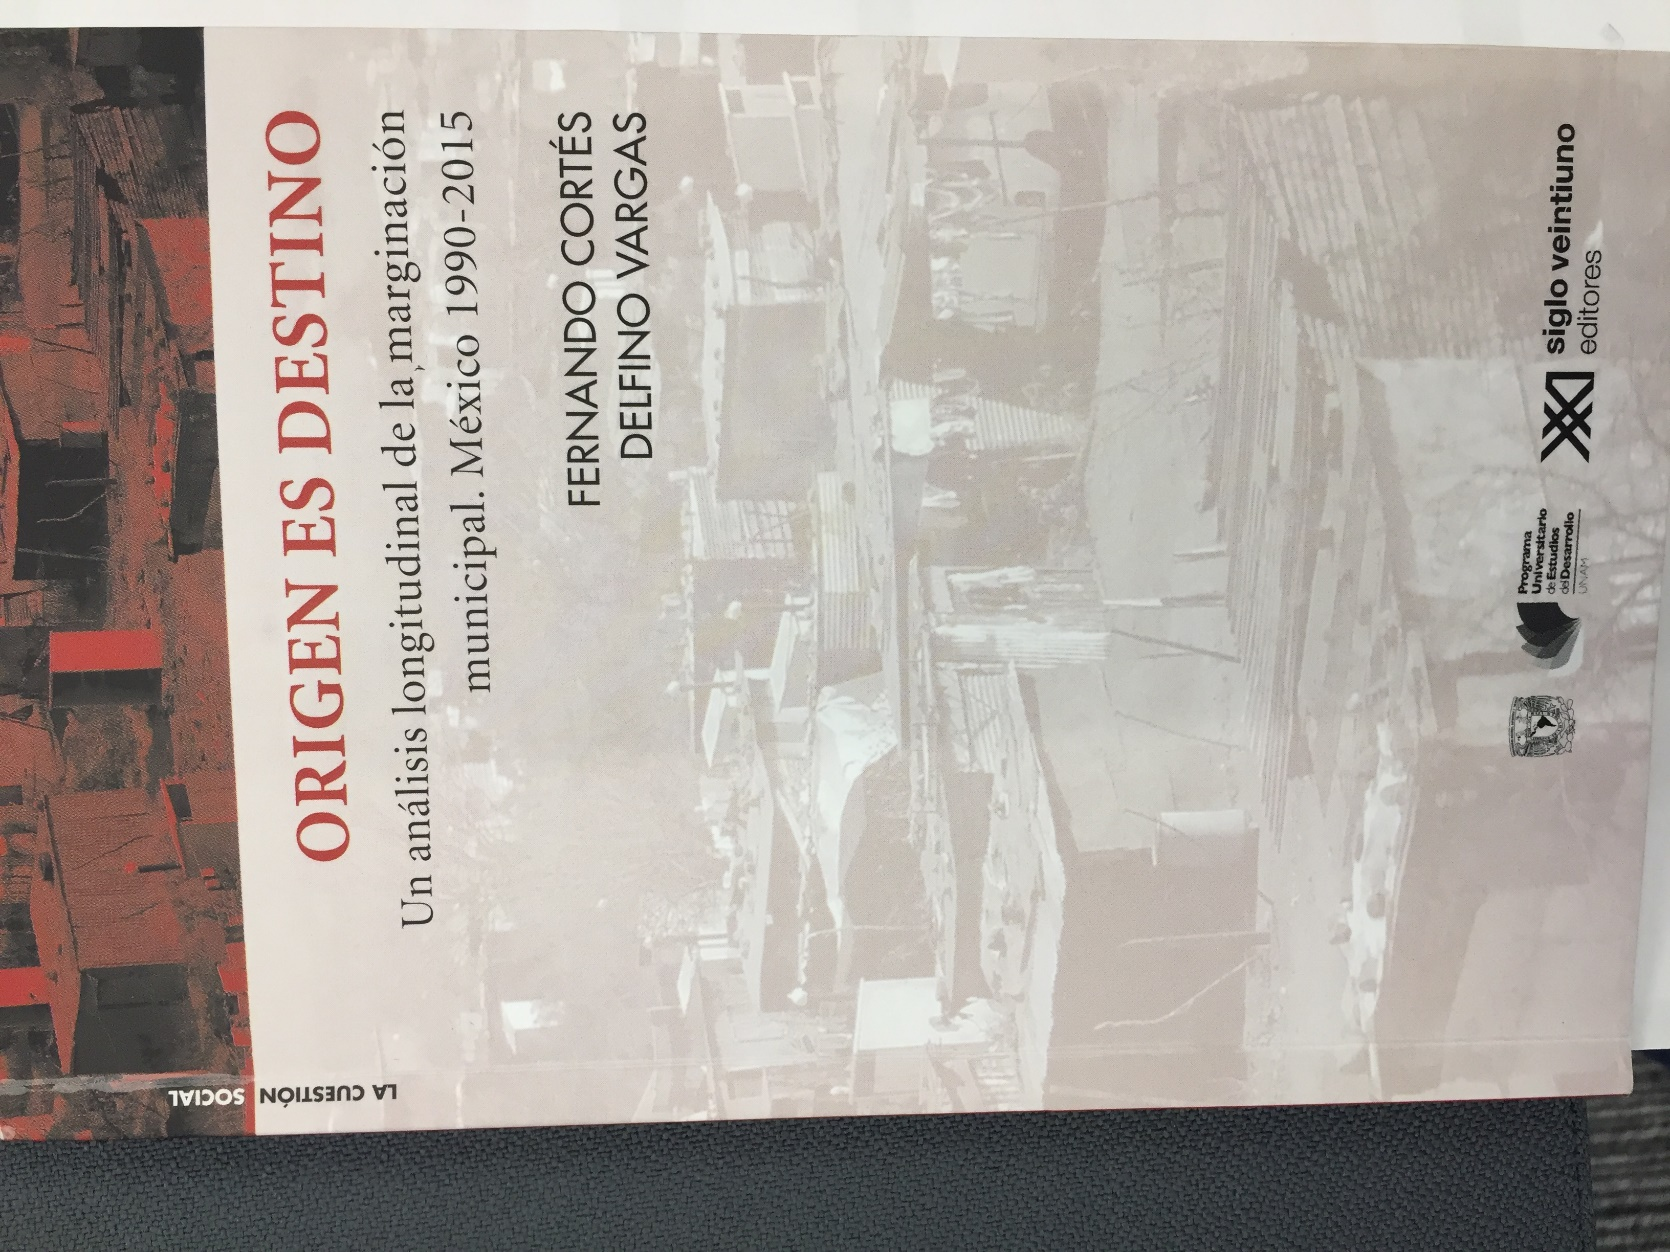 LA CUESTIÓN SOCIAL
ORIGEN ES DESTINO
Un análisis longitudinal de la marginación
municipal. México 1990-2015
FERNANDO CORTÉS
DELFINO VARGAS
Programa
Universitario
de Estudios
del Desarrollo
UNAM
siglo veintiuno
editores